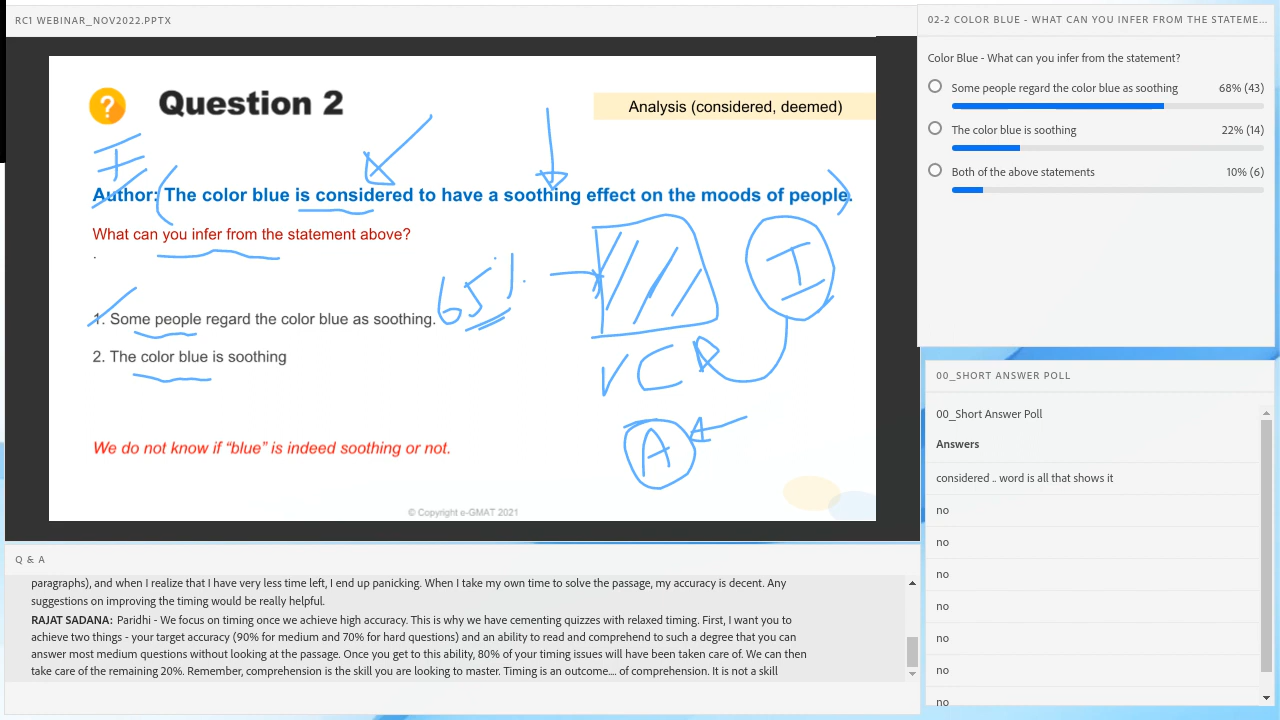 RC1 WEBINAR_NOV2022.PPTX
?
Question 2
Analysis (considered, deemed)
I
Author: The color blue is considered to have a soothing effect on the moods of people.
What can you infer from the statement above?
.
65%
I
1. Some people regard the color blue as soothing.
2. The color blue is soothing
VC
A
We do not know if “blue” is indeed soothing or not.
© Copyright e-GMAT 2021
Q & A
paragraphs), and when I realize that I have very less time left, I end up panicking. When I take my own time to solve the passage, my accuracy is decent. Any
suggestions on improving the timing would be really helpful.
RAJAT SADANA: Paridhi - We focus on timing once we achieve high accuracy. This is why we have cementing quizzes with relaxed timing. First, I want you to
achieve two things - your target accuracy (90% for medium and 70% for hard questions) and an ability to read and comprehend to such a degree that you can
answer most medium questions without looking at the passage. Once you get to this ability, 80% of your timing issues will have been taken care of. We can then
take care of the remaining 20%. Remember, comprehension is the skill you are looking to master. Timing is an outcome.... of comprehension. It is not a skill
02-2 COLOR BLUE - WHAT CAN YOU INFER FROM THE STATEME...
Color Blue - What can you infer from the statement?
Some people regard the color blue as soothing 68% (43)
The color blue is soothing 22% (14)
Both of the above statements 10% (6)
00_SHORT ANSWER POLL
00_Short Answer Poll
Answers
considered .. word is all that shows it
no
no
no
no
no
no
no